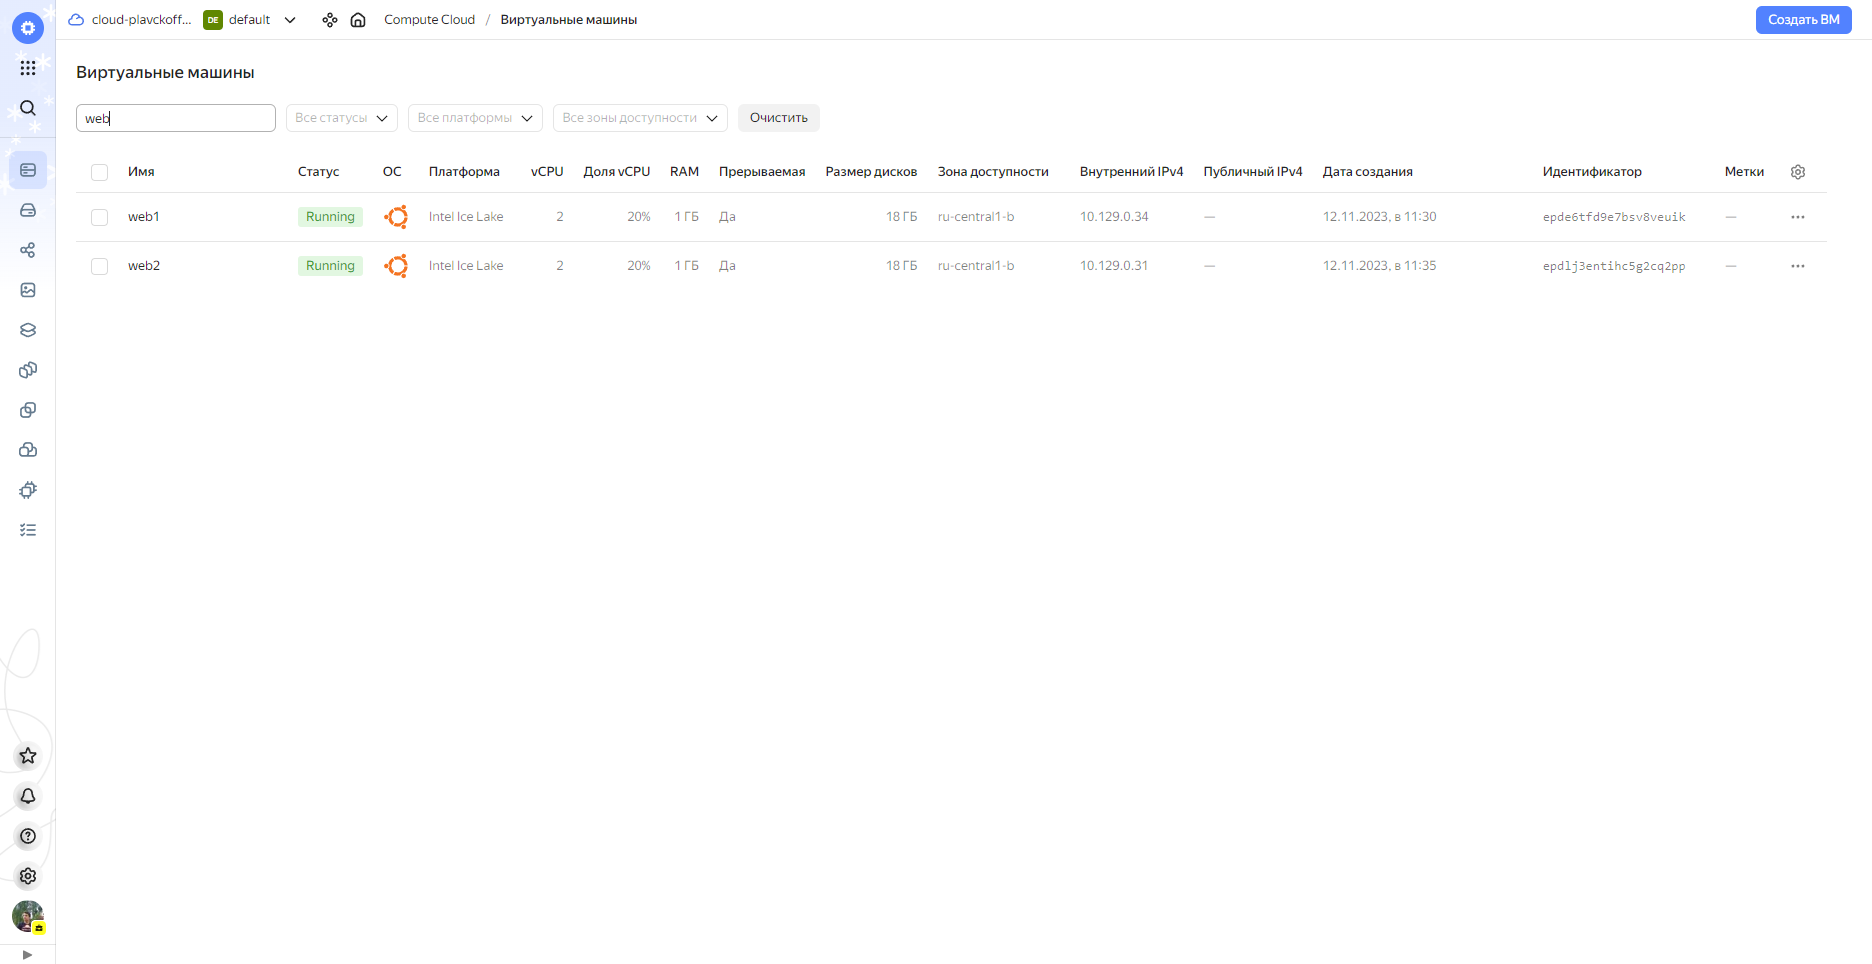 cloud-plavckoff... DE default Compute Cloud / Виртуальные машины Создать ВМ
Виртуальные машины
web Все статусы Все платформы Все зоны доступности Очистить
Имя Статус ОС Платформа vCPU Доля vCPU RAM Прерываемая Размер дисков Зона доступности Внутренний IPv4 Публичный IPv4 Дата создания Идентификатор Метки
web1 Running Intel Ice Lake 2 20% 1 ГБ Да 18 ГБ ru-central1-b 10.129.0.34 — 12.11.2023, в 11:30 epde6tfd9e7bsv8veuik —
web2 Running Intel Ice Lake 2 20% 1 ГБ Да 18 ГБ ru-central1-b 10.129.0.31 — 12.11.2023, в 11:35 epdlj3entihc5g2cq2pp —